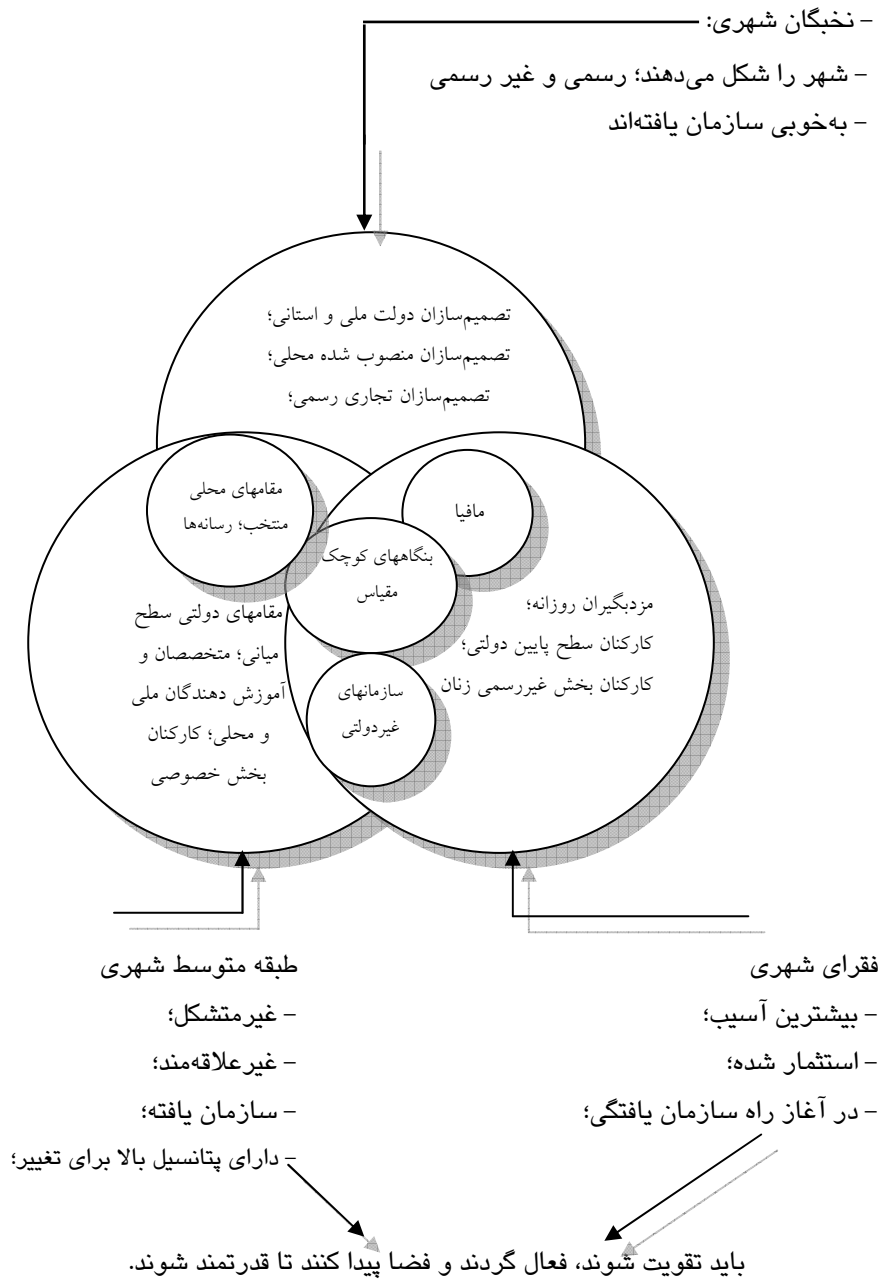 – نخبگان شهری:
– شهر را شکل می‌دهند؛ رسمی و غیر رسمی
– به‌خوبی سازمان یافته‌اند
تصمیم‌سازان دولت ملی و استانی؛
تصمیم‌سازان منصوب شده محلی؛
تصمیم‌سازان تجاری رسمی؛
مقامهای محلی
منتخب؛ رسانه‌ها
مافیا
بنگاههای کوچک
مقیاس
مزدبگیران روزانه؛
کارکنان سطح پایین دولتی؛
کارکنان بخش غیررسمی زنان
مقامهای دولتی سطح
میانی؛ متخصصان و
آموزش دهندگان ملی
و محلی؛ کارکنان
بخش خصوصی
سازمانهای
غیردولتی
فقرای شهری
– بیشترین آسیب؛
– استثمار شده؛
– در آغاز راه سازمان یافتگی؛
طبقه متوسط شهری
– غیرمتشکل؛
– غیرعلاقه‌مند؛
– سازمان یافته؛
– دارای پتانسیل بالا برای تغییر؛
باید تقویت شوند، فعال گردند و فضا پیدا کنند تا قدرتمند شوند.